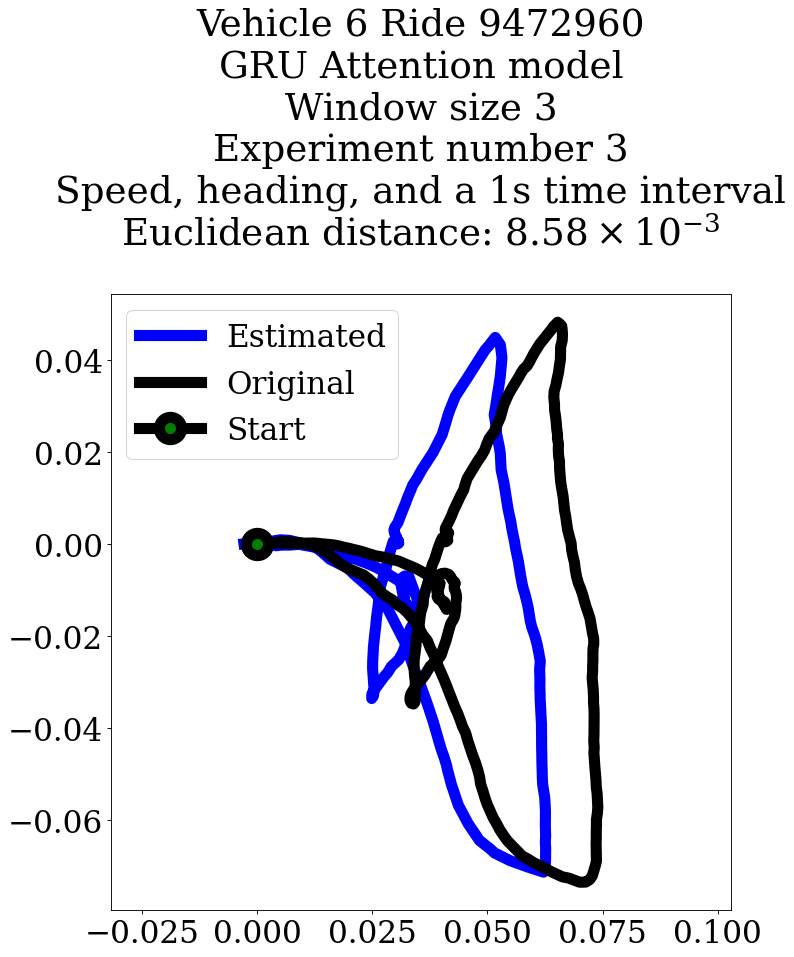 Vehicle 6 Ride 9472960
GRU Attention model
Window size 3
Experiment number 3
Speed, heading, and a 1s time interval
Euclidean distance: 8.58 × 10⁻³
Estimated
Original
Start
0.04
0.02
0.00
−0.02
−0.04
−0.06
−0.025 0.000 0.025 0.050 0.075 0.100